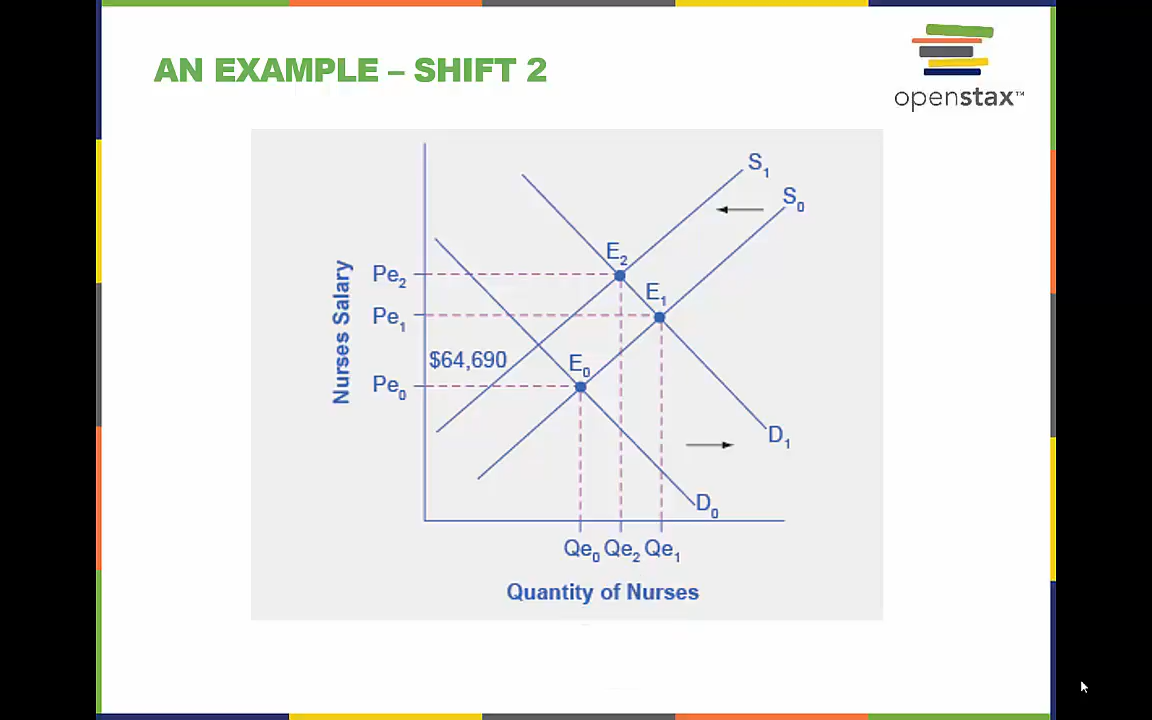 AN EXAMPLE – SHIFT 2
openstax™
S1
S0
E2
Pe2
E1
Pe1
Nurses Salary
$64,690
E0
Pe0
D1
D0
Qe0 Qe2 Qe1
Quantity of Nurses